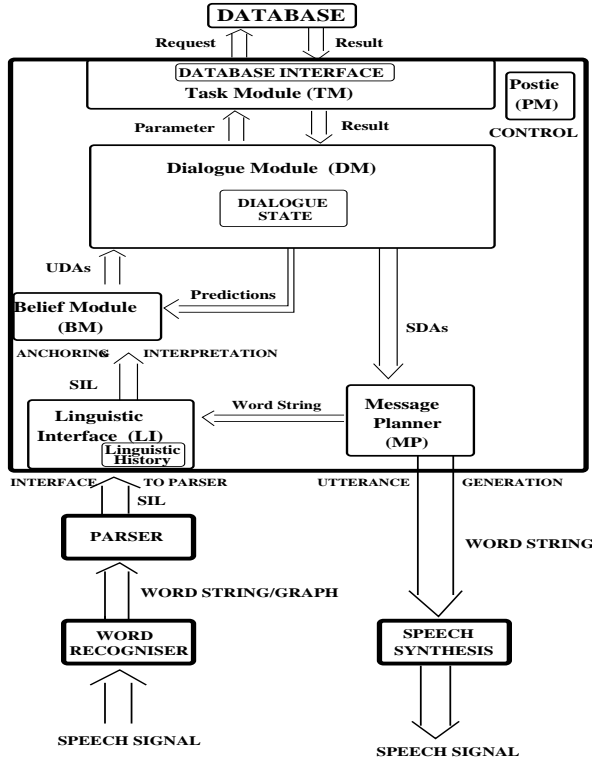 DATABASE
Request
Result
DATABASE INTERFACE
Task Module (TM)
Postie
(PM)
CONTROL
Parameter
Result
Dialogue Module (DM)
DIALOGUE
STATE
UDAs
Predictions
SDAs
Belief Module
(BM)
ANCHORING & INTERPRETATION
SIL
Word String
Linguistic
Interface (LI)
Linguistic
History
Message
Planner
(MP)
INTERFACE TO PARSER
UTTERANCE GENERATION
SIL
PARSER
WORD STRING
WORD STRING/GRAPH
WORD
RECOGNISER
SPEECH
SYNTHESIS
SPEECH SIGNAL
SPEECH SIGNAL